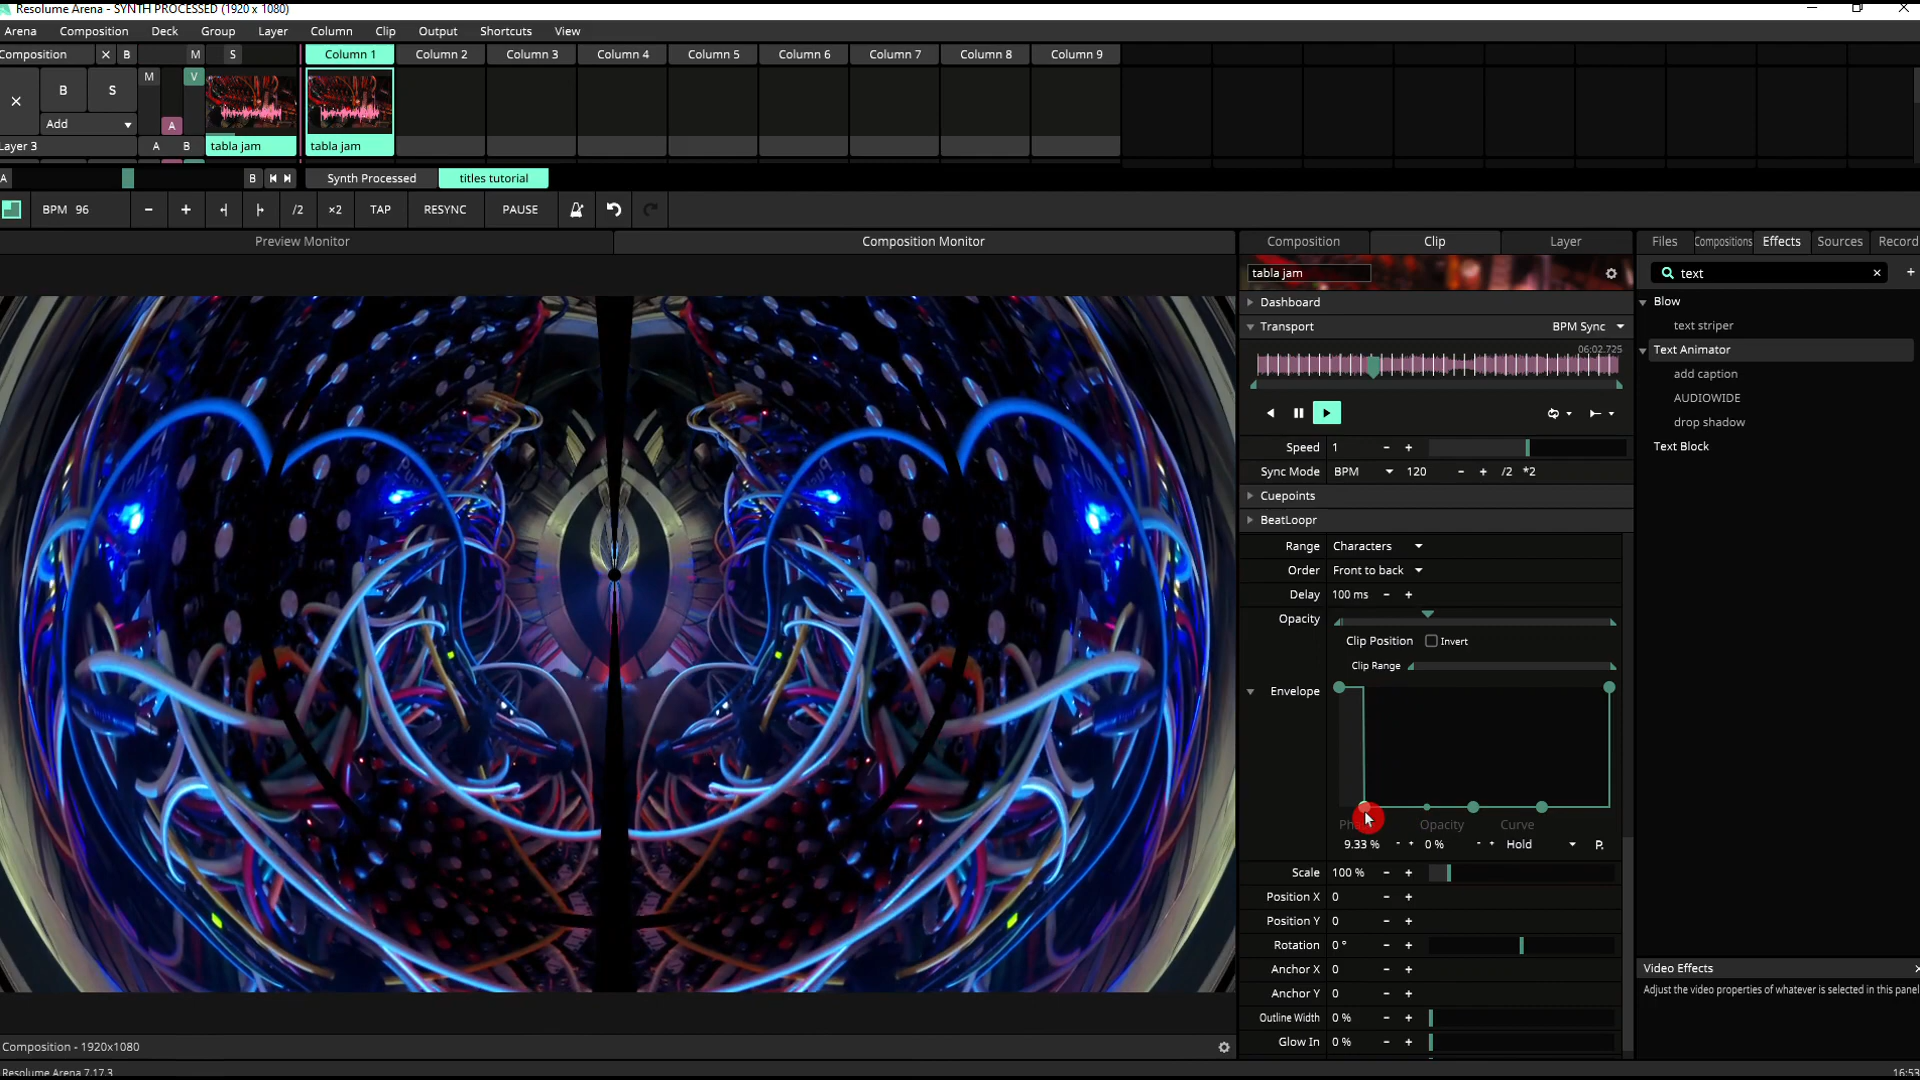 Resolume Arena - SYNTH PROCESSED (1920 x 1080)
Arena Composition Deck Group Layer Column Clip Output Shortcuts View
Composition X B M S Column 1 Column 2 Column 3 Column 4 Column 5 Column 6 Column 7 Column 8 Column 9
B S M V
Add A
Layer 3 A B tabla jam tabla jam
A B Synth Processed titles tutorial
BPM 96 - + /2 ×2 TAP RESYNC PAUSE
Preview Monitor Composition Monitor
Composition Clip Layer
tabla jam
Dashboard
Transport BPM Sync
06:02.725
Speed 1 - +
Sync Mode BPM 120 - + /2 *2
Cuepoints
BeatLoopr
Range Characters
Order Front to back
Delay 100 ms - +
Opacity
Clip Position Invert
Clip Range
Envelope
Opacity Curve
9.33 % - + 0 % - + Hold P.
Scale 100 % - +
Position X 0 - +
Position Y 0 - +
Rotation 0 ° - +
Anchor X 0 - +
Anchor Y 0 - +
Outline Width 0 % - +
Glow In 0 % - +
Files Compositions Effects Sources Record
text
Blow
text striper
Text Animator
add caption
AUDIOWIDE
drop shadow
Text Block
Video Effects
Adjust the video properties of whatever is selected in this panel
Composition - 1920x1080
Resolume Arena 7.17.3
16:53